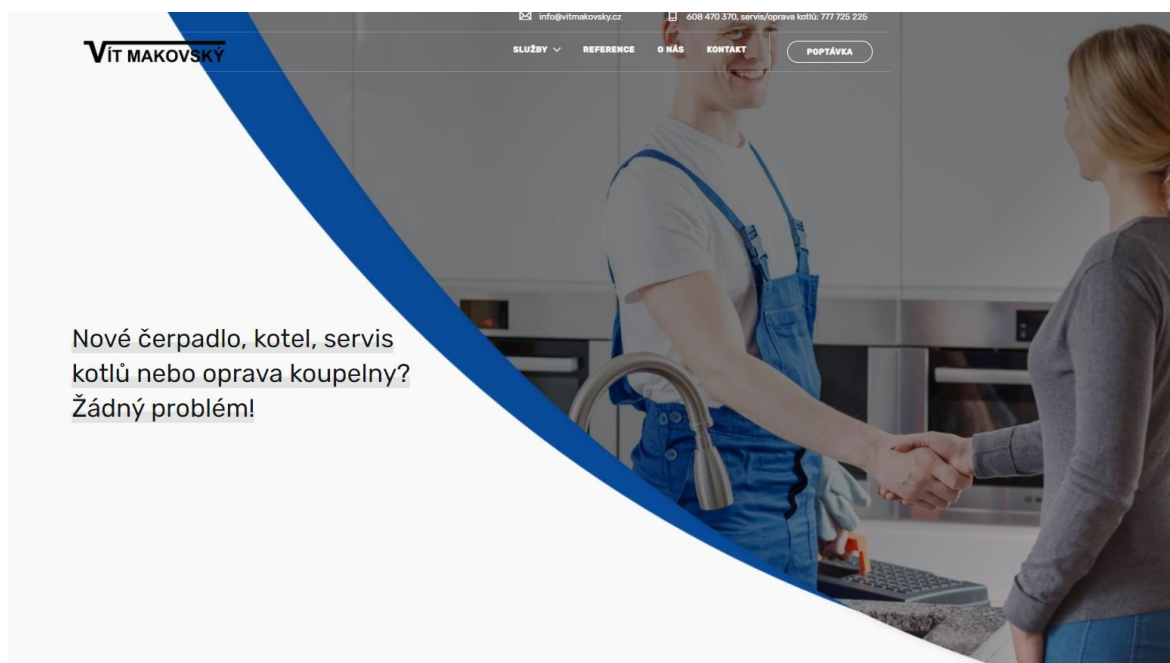 info@vitmakovsky.cz
608 470 370, servis/oprava kotlů: 777 725 225
VÍT MAKOVSKÝ
SLUŽBY
REFERENCE
O NÁS
KONTAKT
POPTÁVKA
Nové čerpadlo, kotel, servis
kotlů nebo oprava koupelny?
Žádný problém!